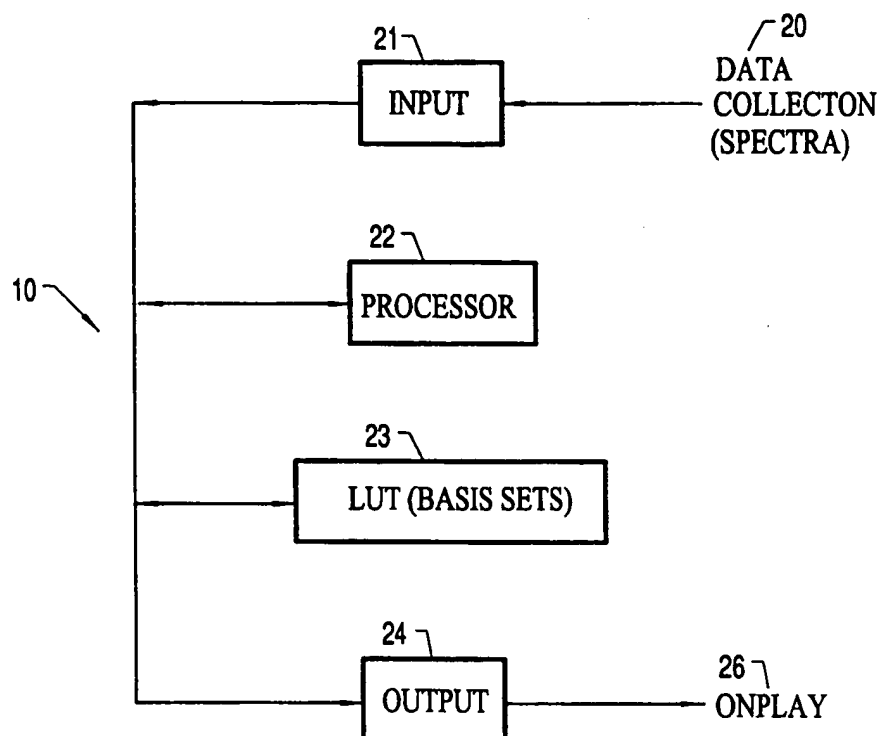 21
20
DATA
COLLECTON
(SPECTRA)
INPUT
22
10
PROCESSOR
23
LUT (BASIS SETS)
24
26
OUTPUT
ONPLAY